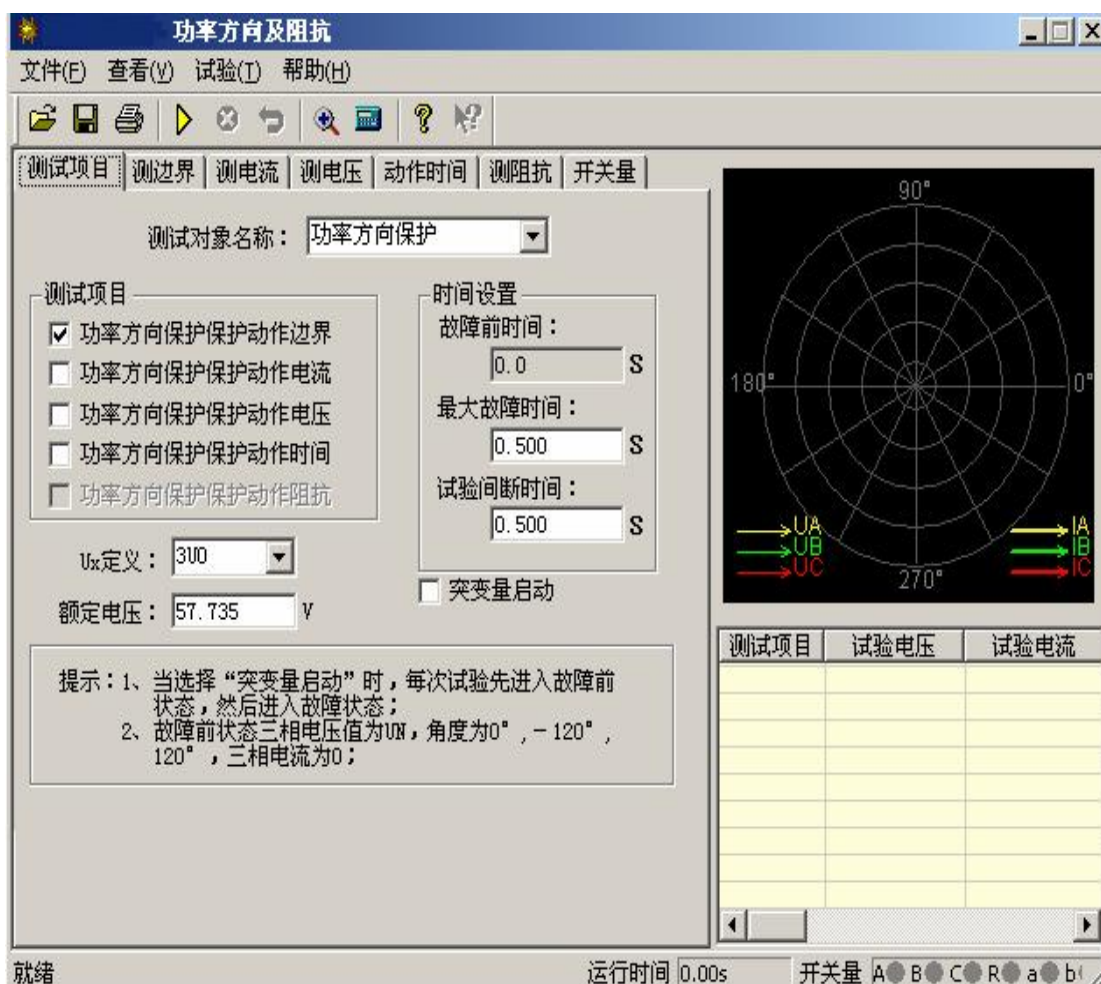 功率方向及阻抗
文件(F) 查看(V) 试验(T) 帮助(H)
测试项目 测边界 测电流 测电压 动作时间 测阻抗 开关量
测试对象名称： 功率方向保护
测试项目
功率方向保护保护动作边界
功率方向保护保护动作电流
功率方向保护保护动作电压
功率方向保护保护动作时间
功率方向保护保护动作阻抗
时间设置
故障前时间：
0.0 S
最大故障时间：
0.500 S
试验间断时间：
0.500 S
Ux定义： 3U0
突变量启动
额定电压： 57.735 V
提示：1、当选择“突变量启动”时，每次试验先进入故障前
状态，然后进入故障状态；
2、故障前状态三相电压值为UN，角度为0°,－120°,
120°，三相电流为0；
90°
180° 0°
270°
UA IA
UB IB
UC IC
测试项目 试验电压 试验电流
就绪 运行时间 0.00s 开关量 A B C R a b